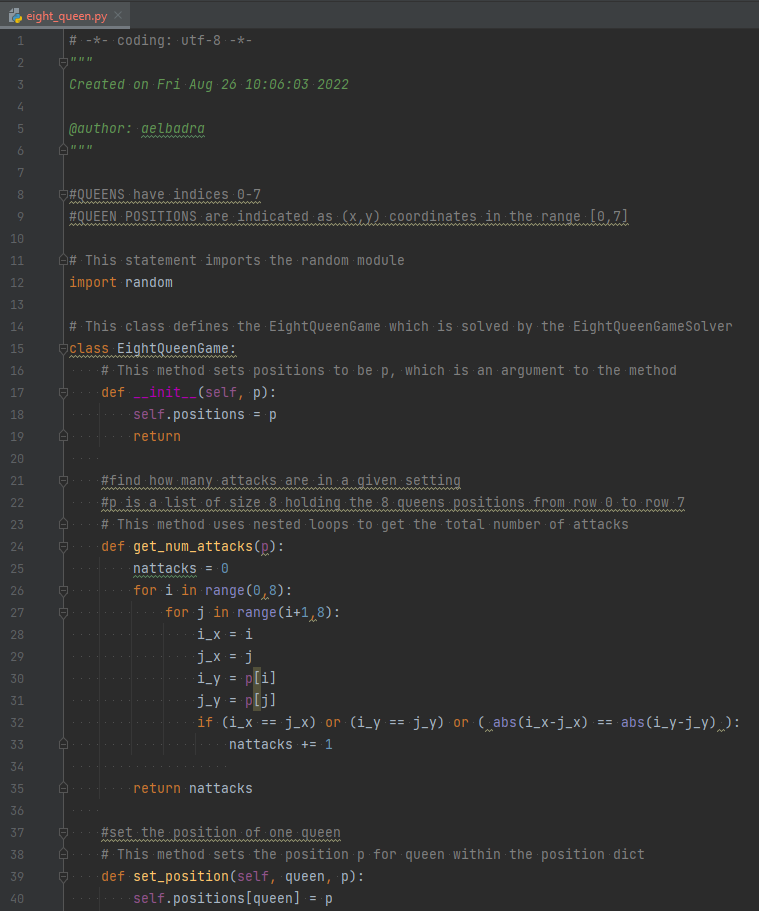 eight_queen.py
1 # -*- coding: utf-8 -*-
2 """
3 Created on Fri Aug 26 10:06:03 2022
4
5 @author: aelbadra
6 """
7
8 #QUEENS have indices 0-7
9 #QUEEN POSITIONS are indicated as (x,y) coordinates in the range [0,7]
10
11 # This statement imports the random module
12 import random
13
14 # This class defines the EightQueenGame which is solved by the EightQueenGameSolver
15 class EightQueenGame:
16     # This method sets positions to be p, which is an argument to the method
17     def __init__(self, p):
18         self.positions = p
19         return
20
21     #find how many attacks are in a given setting
22     #p is a list of size 8 holding the 8 queens positions from row 0 to row 7
23     # This method uses nested loops to get the total number of attacks
24     def get_num_attacks(p):
25         nattacks = 0
26         for i in range(0,8):
27             for j in range(i+1,8):
28                 i_x = i
29                 j_x = j
30                 i_y = p[i]
31                 j_y = p[j]
32                 if (i_x == j_x) or (i_y == j_y) or ( abs(i_x-j_x) == abs(i_y-j_y) ):
33                     nattacks += 1
34
35         return nattacks
36
37     #set the position of one queen
38     # This method sets the position p for queen within the position dict
39     def set_position(self, queen, p):
40         self.positions[queen] = p